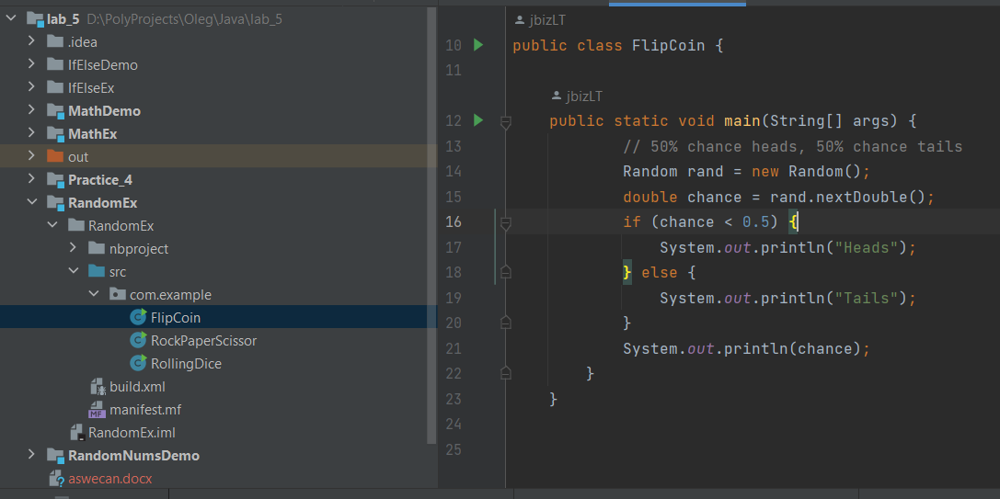 lab_5 D:\PolyProjects\Oleg\Java\lab_5
.idea
IfElseDemo
IfElseEx
MathDemo
MathEx
out
Practice_4
RandomEx
RandomEx
nbproject
src
com.example
FlipCoin
RockPaperScissor
RollingDice
build.xml
MF manifest.mf
RandomEx.iml
RandomNumsDemo
aswecan.docx
jbizLT
10 public class FlipCoin {
11
jbizLT
12 public static void main(String[] args) {
13 // 50% chance heads, 50% chance tails
14 Random rand = new Random();
15 double chance = rand.nextDouble();
16 if (chance < 0.5) {
17 System.out.println("Heads");
18 } else {
19 System.out.println("Tails");
20 }
21 System.out.println(chance);
22 }
23 }
24
25